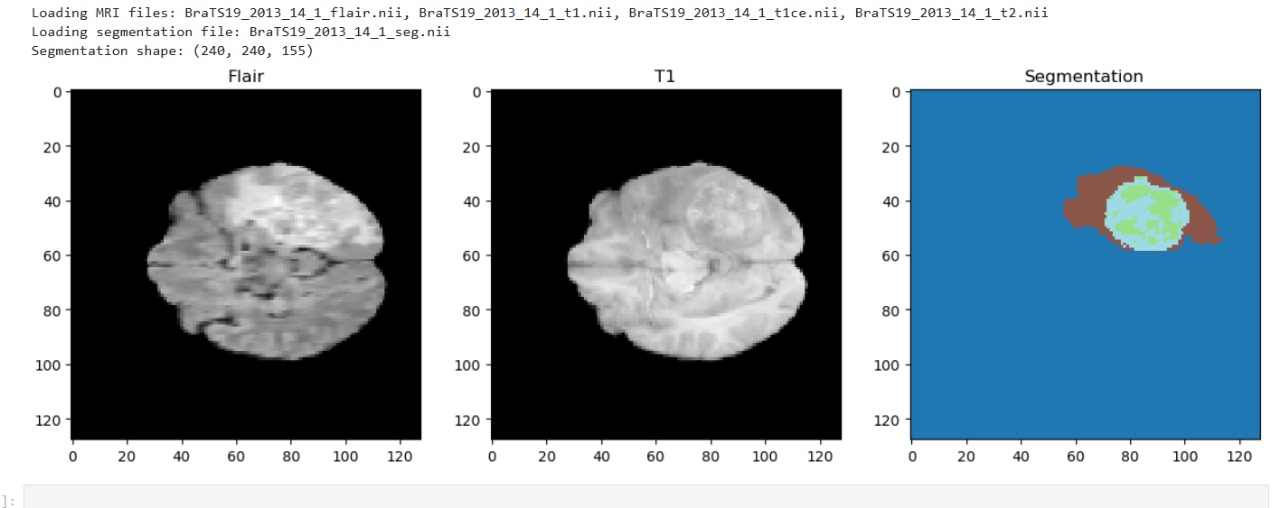 Loading MRI files: BraTS19_2013_14_1_flair.nii, BraTS19_2013_14_1_t1.nii, BraTS19_2013_14_1_t1ce.nii, BraTS19_2013_14_1_t2.nii
Loading segmentation file: BraTS19_2013_14_1_seg.nii
Segmentation shape: (240, 240, 155)
Flair
0
20
40
60
80
100
120
0 20 40 60 80 100 120
T1
0
20
40
60
80
100
120
0 20 40 60 80 100 120
Segmentation
0
20
40
60
80
100
120
0 20 40 60 80 100 120
]: